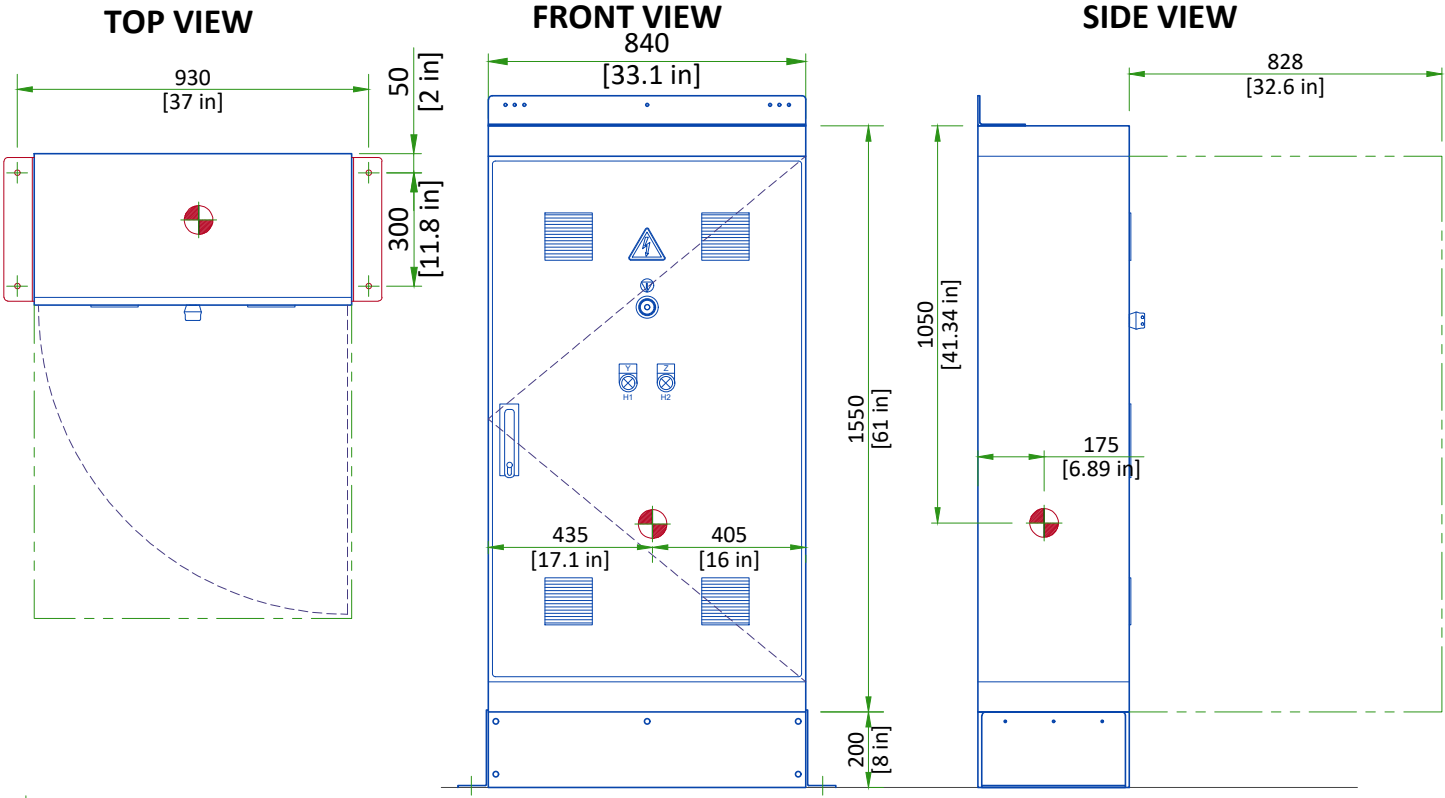 TOP VIEW
FRONT VIEW
SIDE VIEW
930
[37 in]
50
[2 in]
300
[11.8 in]
840
[33.1 in]
Y
Z
H1
H2
435
[17.1 in]
405
[16 in]
1550
[61 in]
200
[8 in]
828
[32.6 in]
1050
[41.34 in]
175
[6.89 in]